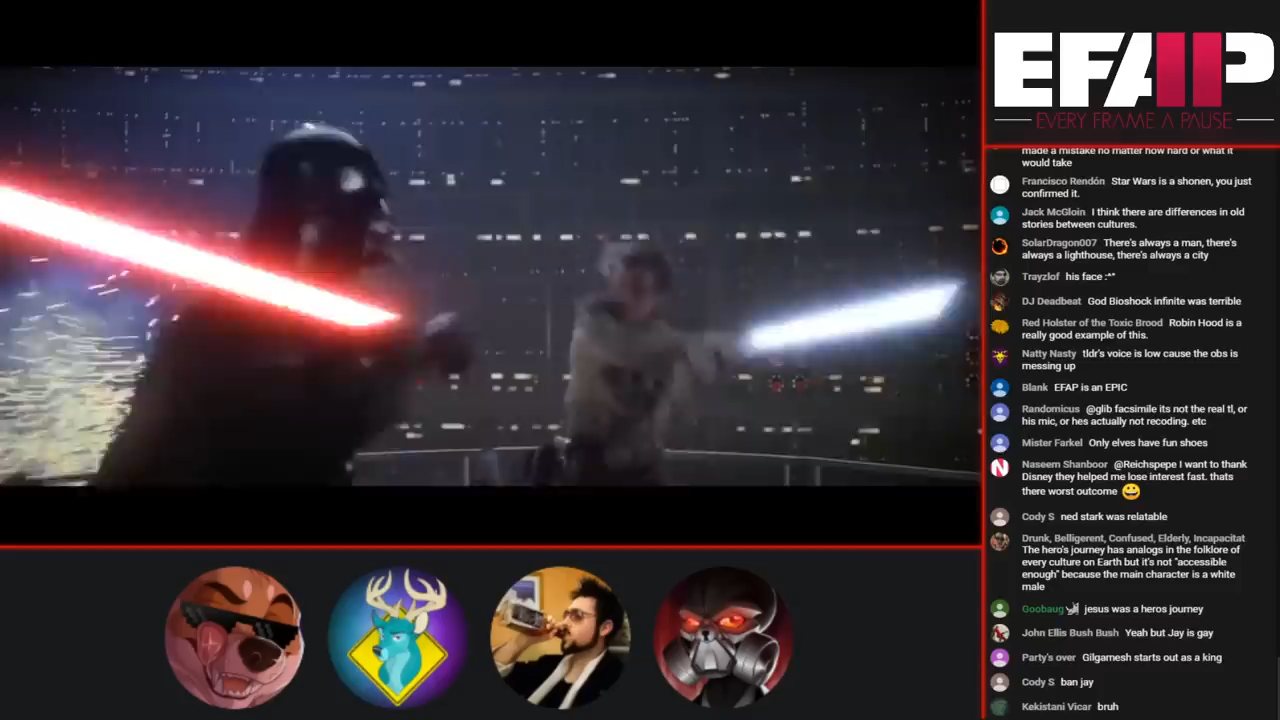 EFAP
EVERY FRAME A PAUSE
made a mistake no matter how hard or what it
would take
Francisco Rendón Star Wars is a shonen, you just
confirmed it.
Jack McGloin I think there are differences in old
stories between cultures.
SolarDragon007 There's always a man, there's
always a lighthouse, there's always a city
Trayzlof his face :^*
DJ Deadbeat God Bioshock infinite was terrible
Red Holster of the Toxic Brood Robin Hood is a
really good example of this.
Natty Nasty tldr's voice is low cause the obs is
messing up
Blank EFAP is an EPIC
Randomicus @glib facsimile its not the real tl, or
his mic, or hes actually not recoding. etc
Mister Farkel Only elves have fun shoes
Naseem Shanboor @Reichspepe I want to thank
Disney they helped me lose interest fast. thats
there worst outcome 😀
Cody S ned stark was relatable
Drunk, Belligerent, Confused, Elderly, Incapacitat
The hero's journey has analogs in the folklore of
every culture on Earth but it's not "accessible
enough" because the main character is a white
male
Goobaug jesus was a heros journey
John Ellis Bush Bush Yeah but Jay is gay
Party's over Gilgamesh starts out as a king
Cody S ban jay
Kekistani Vicar bruh